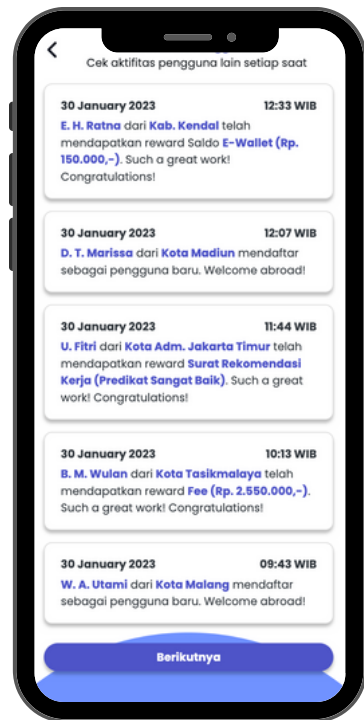 Cek aktifitas pengguna lain setiap saat
30 January 2023 12:33 WIB
E. H. Ratna dari Kab. Kendal telah
mendapatkan reward Saldo E-Wallet (Rp.
150.000,-). Such a great work!
Congratulations!
30 January 2023 12:07 WIB
D. T. Marissa dari Kota Madiun mendaftar
sebagai pengguna baru. Welcome abroad!
30 January 2023 11:44 WIB
U. Fitri dari Kota Adm. Jakarta Timur telah
mendapatkan reward Surat Rekomendasi
Kerja (Predikat Sangat Baik). Such a great
work! Congratulations!
30 January 2023 10:13 WIB
B. M. Wulan dari Kota Tasikmalaya telah
mendapatkan reward Fee (Rp. 2.550.000,-).
Such a great work! Congratulations!
30 January 2023 09:43 WIB
W. A. Utami dari Kota Malang mendaftar
sebagai pengguna baru. Welcome abroad!
Berikutnya